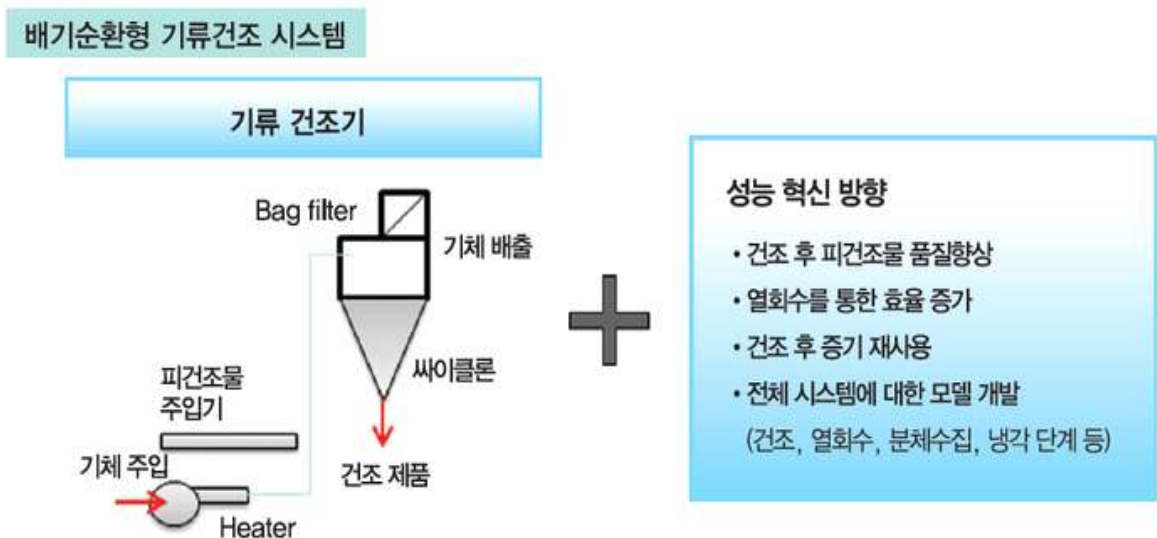 배기순환형 기류건조 시스템
기류 건조기
Bag filter
기체 배출
싸이클론
피건조물
주입기
기체 주입
건조 제품
Heater
성능 혁신 방향
• 건조 후 피건조물 품질향상
• 열회수를 통한 효율 증가
• 건조 후 증기 재사용
• 전체 시스템에 대한 모델 개발
(건조, 열회수, 분체수집, 냉각 단계 등)